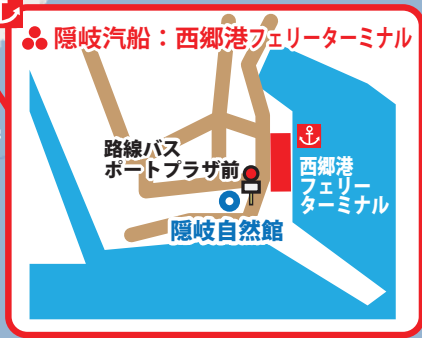 隠岐汽船：西郷港フェリーターミナル
路線バス
ポートプラザ前
西郷港
フェリー
ターミナル
隠岐自然館